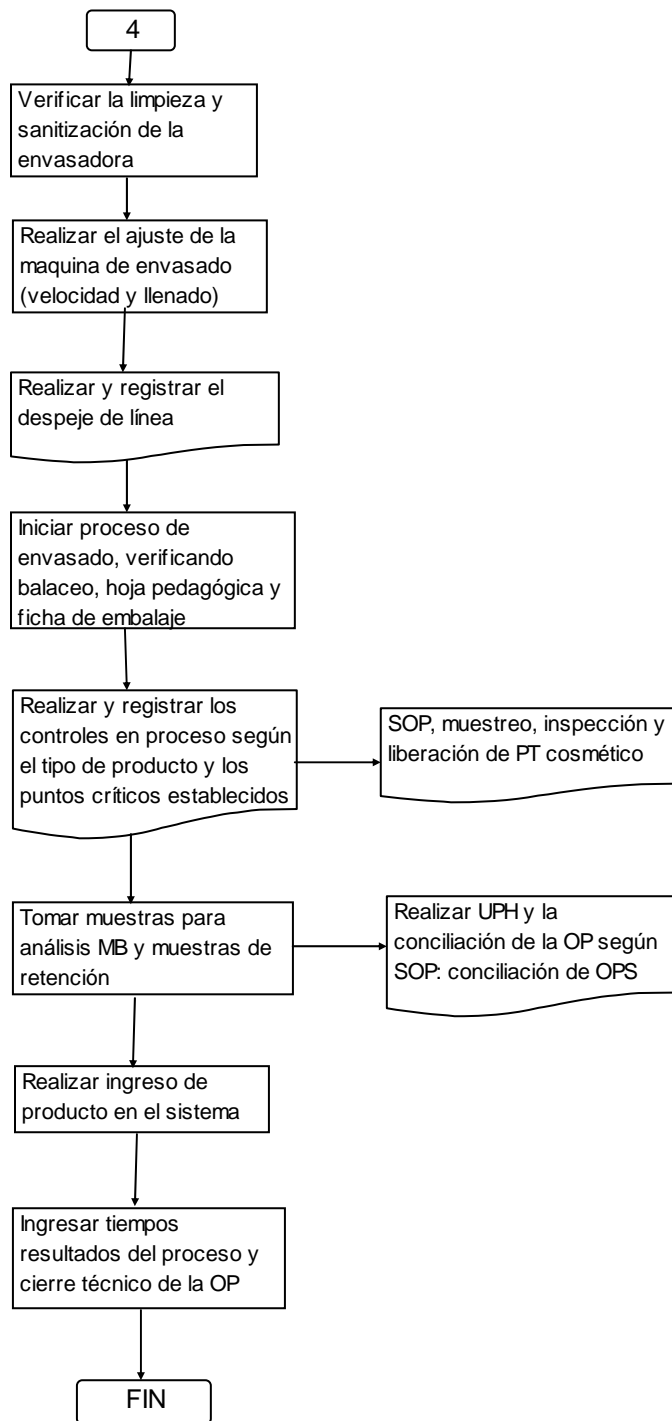 4
Verificar la limpieza y
sanitización de la
envasadora
Realizar el ajuste de la
maquina de envasado
(velocidad y llenado)
Realizar y registrar el
despeje de línea
Iniciar proceso de
envasado, verificando
balaceo, hoja pedagógica y
ficha de embalaje
Realizar y registrar los
controles en proceso según
el tipo de producto y los
puntos críticos establecidos
SOP, muestreo, inspección y
liberación de PT cosmético
Tomar muestras para
análisis MB y muestras de
retención
Realizar UPH y la
conciliación de la OP según
SOP: conciliación de OPS
Realizar ingreso de
producto en el sistema
Ingresar tiempos
resultados del proceso y
cierre técnico de la OP
FIN